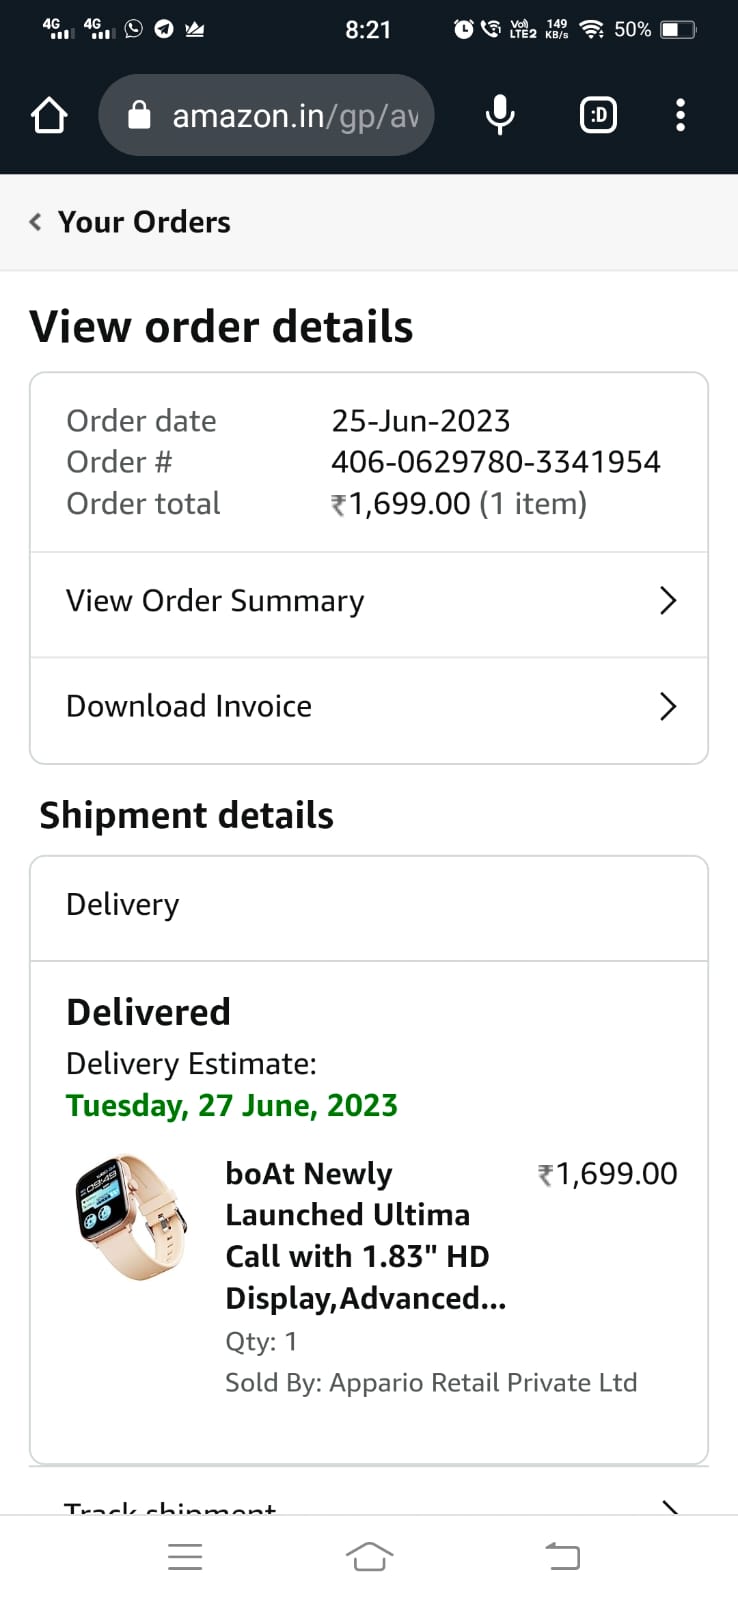 4G 4G 8:21 Vo) LTE2 149 KB/s 50%
amazon.in/gp/av :D
Your Orders
View order details
Order date 25-Jun-2023
Order # 406-0629780-3341954
Order total ₹1,699.00 (1 item)
View Order Summary
Download Invoice
Shipment details
Delivery
Delivered
Delivery Estimate:
Tuesday, 27 June, 2023
boAt Newly ₹1,699.00
Launched Ultima
Call with 1.83" HD
Display,Advanced...
Qty: 1
Sold By: Appario Retail Private Ltd
Track shipment